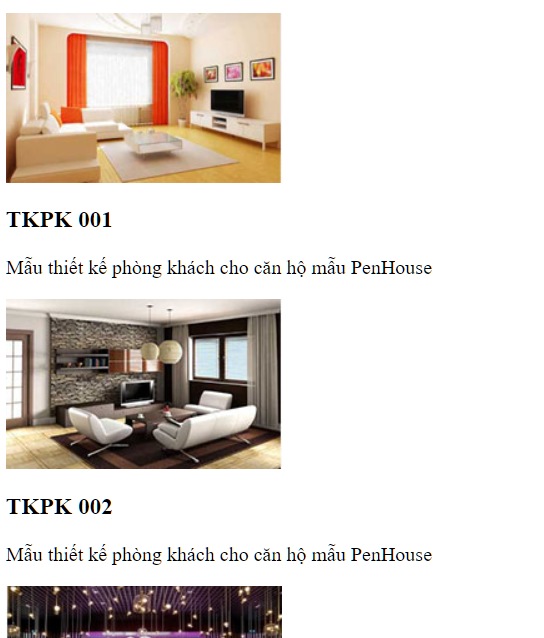 TKPK 001
Mẫu thiết kế phòng khách cho căn hộ mẫu PenHouse
TKPK 002
Mẫu thiết kế phòng khách cho căn hộ mẫu PenHouse